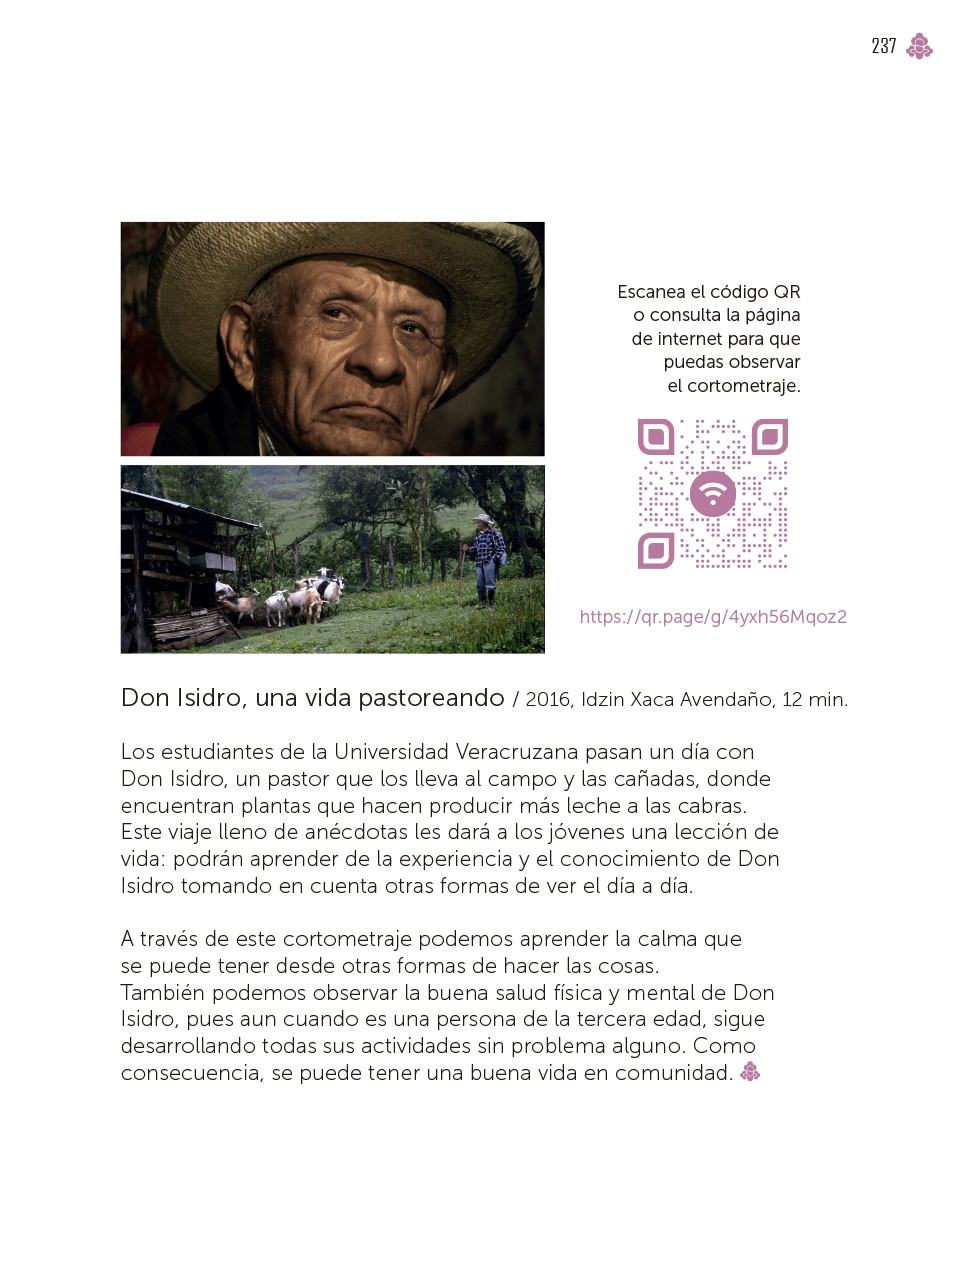 237
Escanea el código QR
o consulta la página
de internet para que
puedas observar
el cortometraje.
https://qr.page/g/4yxh56Mqoz2
Don Isidro, una vida pastoreando / 2016, Idzin Xaca Avendaño, 12 min.
Los estudiantes de la Universidad Veracruzana pasan un día con
Don Isidro, un pastor que los lleva al campo y las cañadas, donde
encuentran plantas que hacen producir más leche a las cabras.
Este viaje lleno de anécdotas les dará a los jóvenes una lección de
vida: podrán aprender de la experiencia y el conocimiento de Don
Isidro tomando en cuenta otras formas de ver el día a día.
A través de este cortometraje podemos aprender la calma que
se puede tener desde otras formas de hacer las cosas.
También podemos observar la buena salud física y mental de Don
Isidro, pues aun cuando es una persona de la tercera edad, sigue
desarrollando todas sus actividades sin problema alguno. Como
consecuencia, se puede tener una buena vida en comunidad.